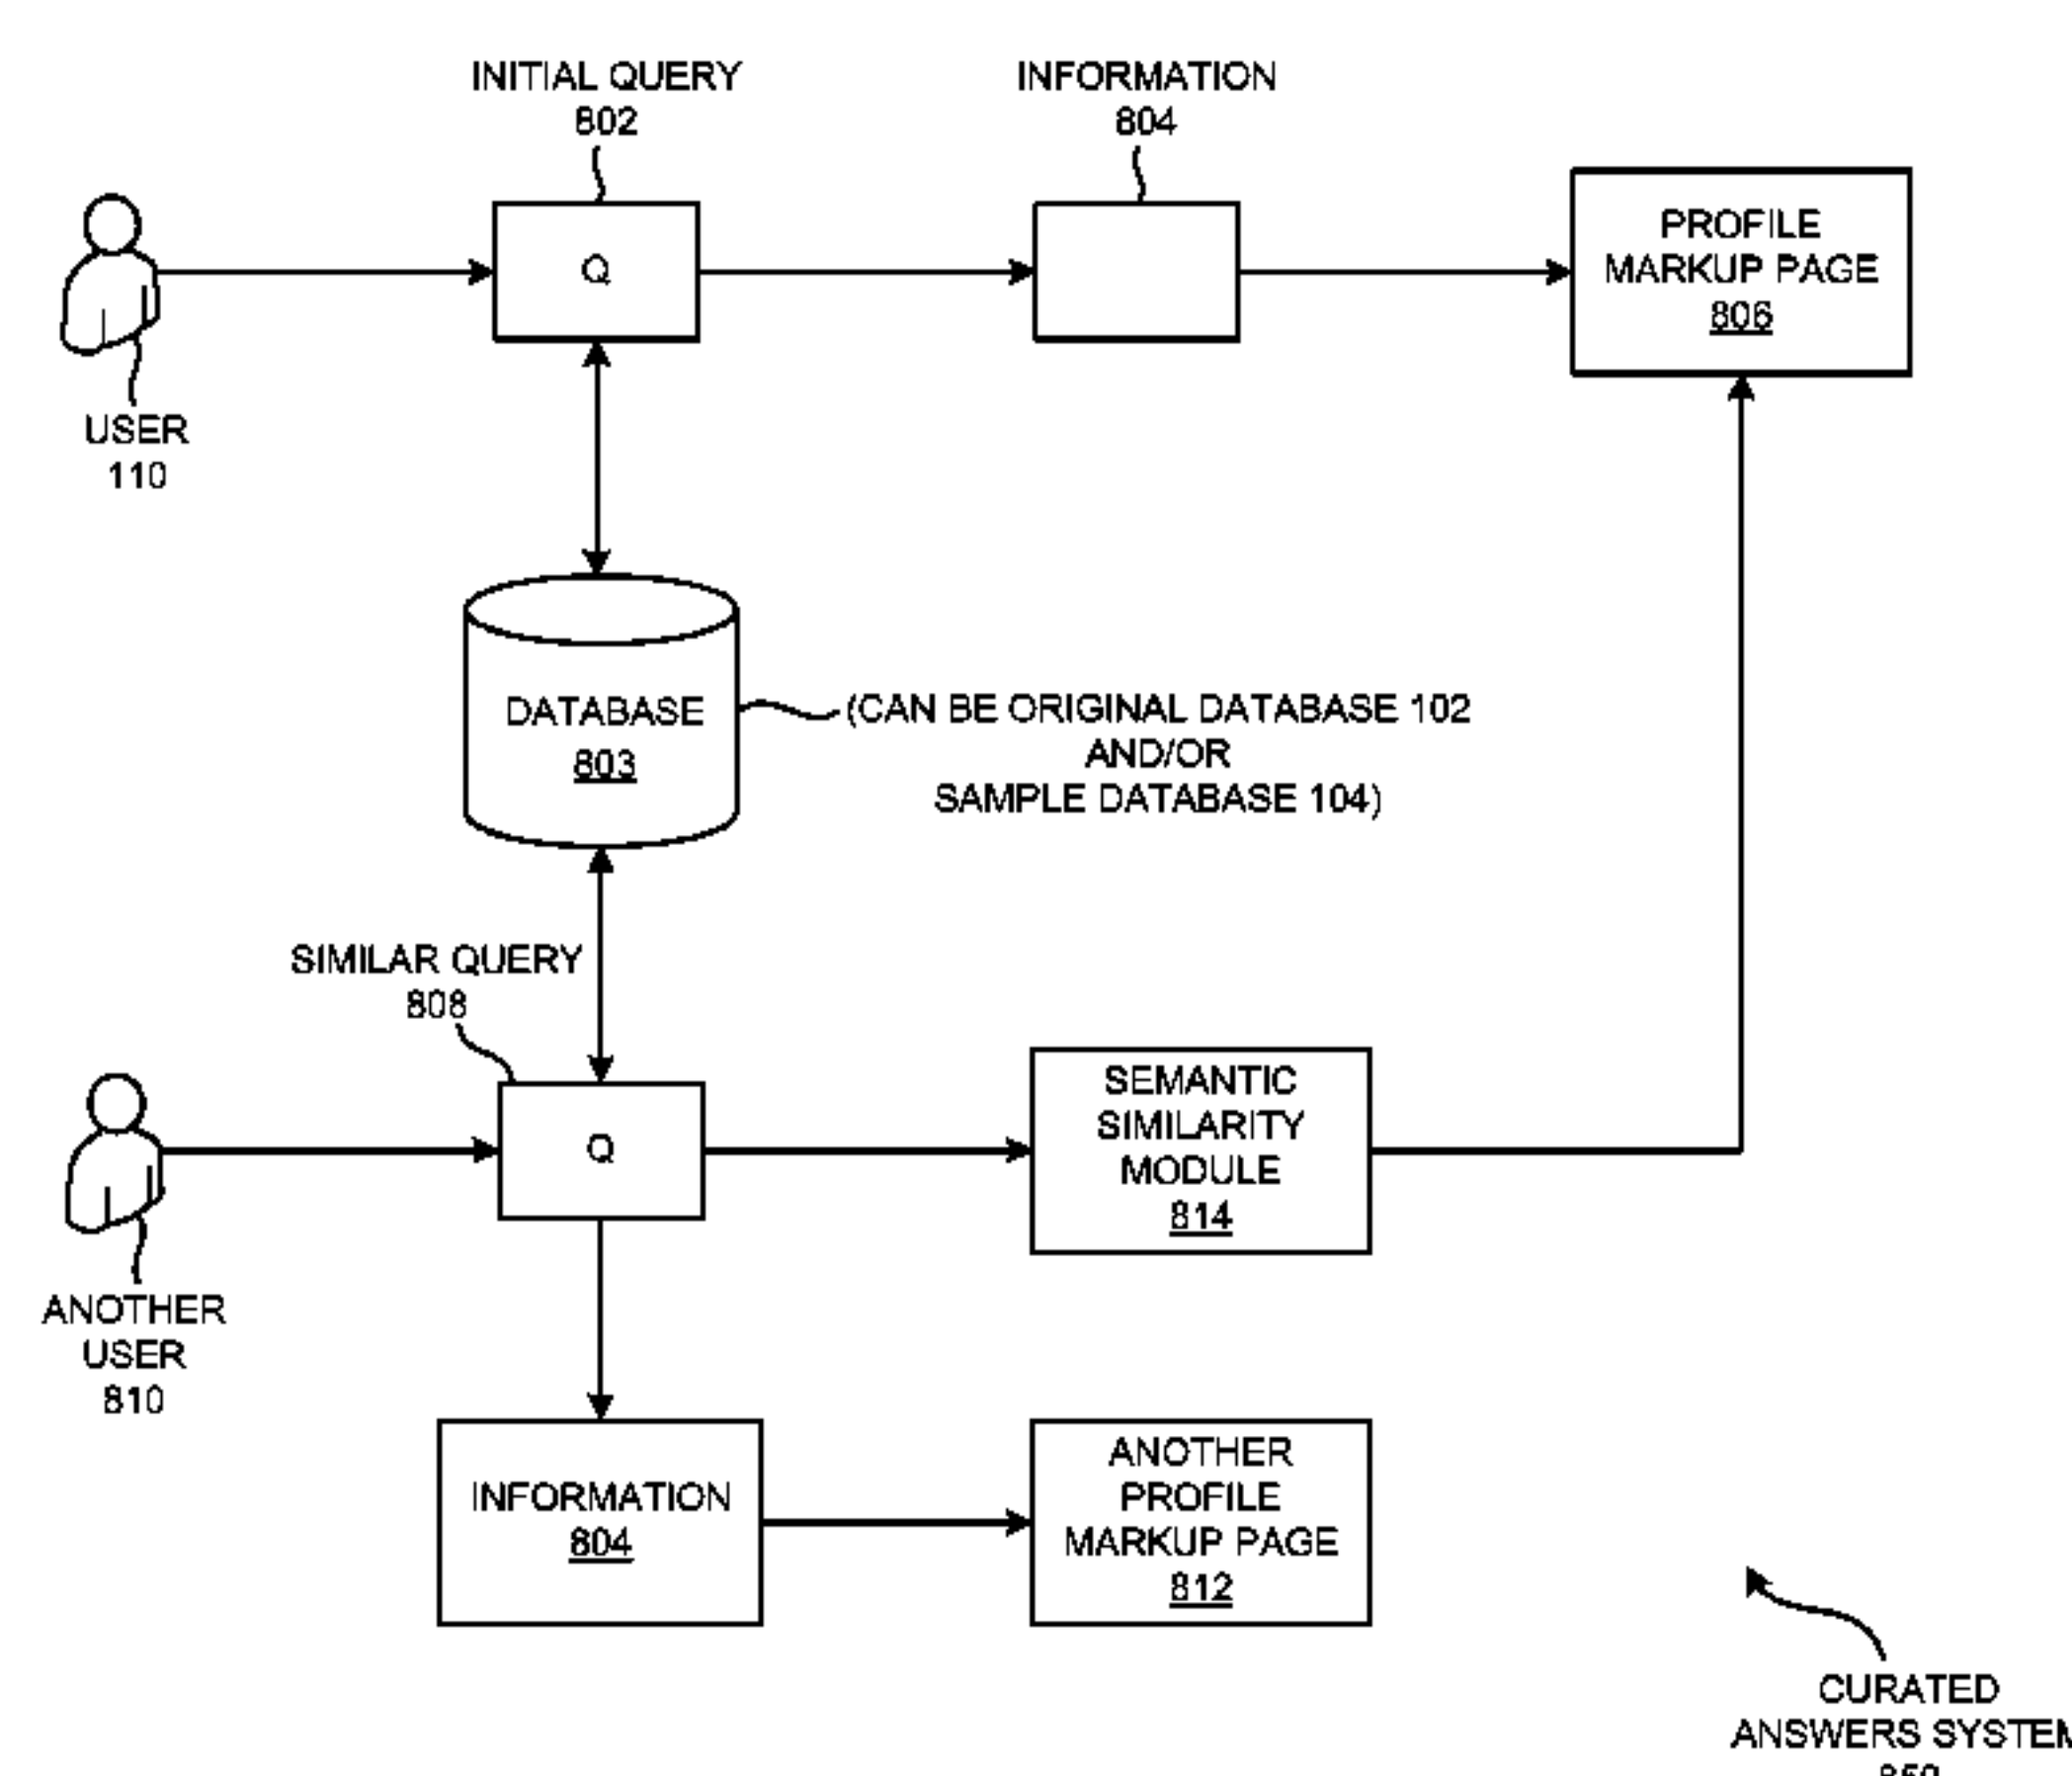 INITIAL QUERY
802
INFORMATION
804
Q
PROFILE
MARKUP PAGE
806
USER
110
DATABASE
803
(CAN BE ORIGINAL DATABASE 102
AND/OR
SAMPLE DATABASE 104)
SIMILAR QUERY
808
Q
SEMANTIC
SIMILARITY
MODULE
814
ANOTHER
USER
810
INFORMATION
804
ANOTHER
PROFILE
MARKUP PAGE
812
CURATED
ANSWERS SYSTEM